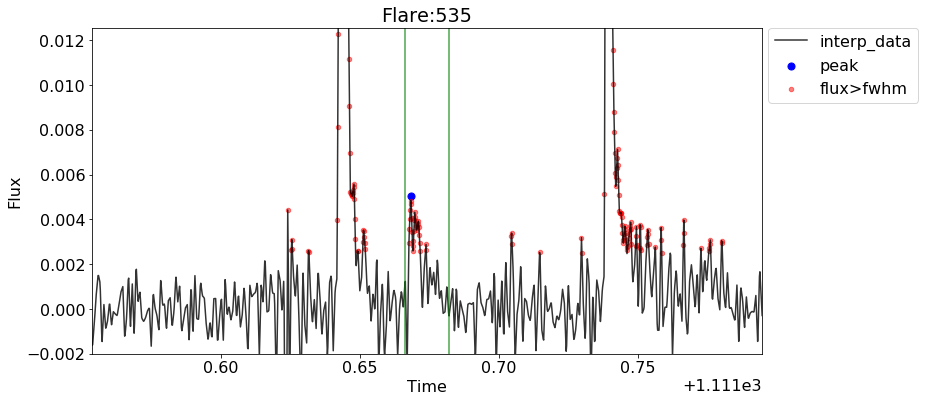 Flare:535
0.012
0.010
0.008
0.006
0.004
0.002
0.000
−0.002
Flux
0.60
0.65
0.70
0.75
Time
+1.111e3
interp_data
peak
flux>fwhm